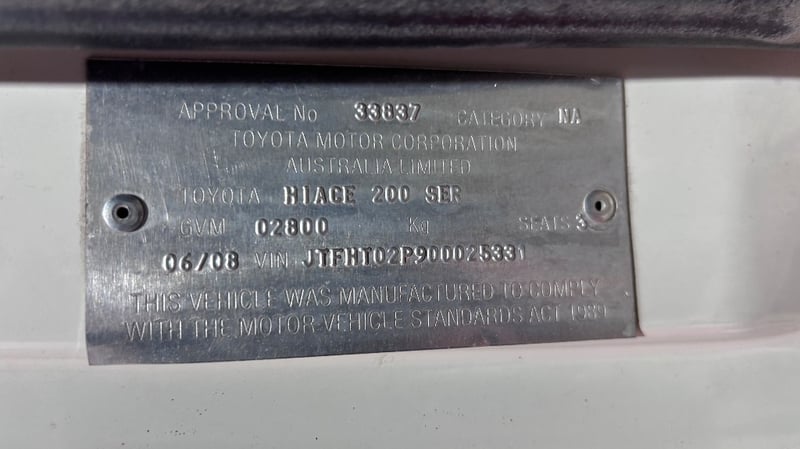 APPROVAL No 33837 CATEGORY NA
TOYOTA MOTOR CORPORATION
AUSTRALIA LIMITED
TOYOTA HIACE 200 SER
GVM 02800 Kg SEATS 3
06/08 VIN JTFHT02P900025331
THIS VEHICLE WAS MANUFACTURED TO COMPLY
WITH THE MOTOR VEHICLE STANDARDS ACT 1989